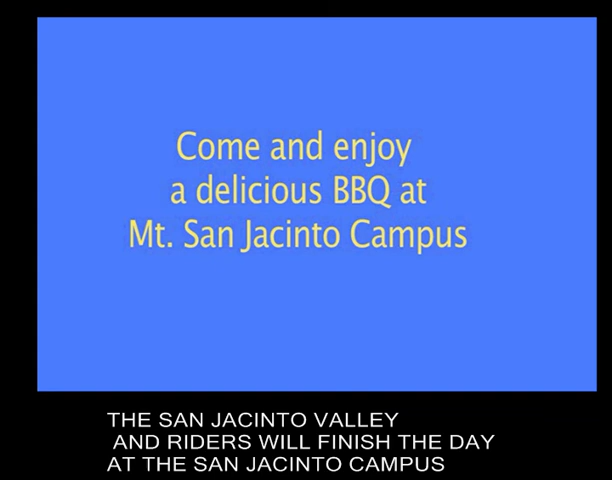 Come and enjoy
a delicious BBQ at
Mt. San Jacinto Campus
THE SAN JACINTO VALLEY
AND RIDERS WILL FINISH THE DAY
AT THE SAN JACINTO CAMPUS